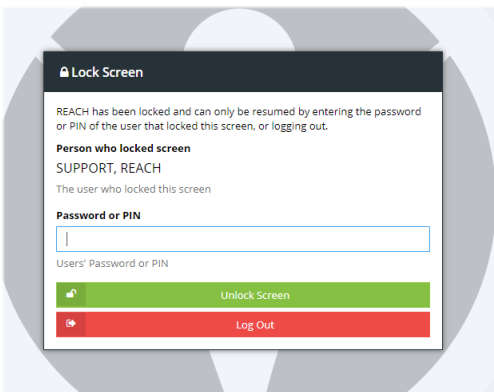 Lock Screen
REACH has been locked and can only be resumed by entering the password
or PIN of the user that locked this screen, or logging out.
Person who locked screen
SUPPORT, REACH
The user who locked this screen
Password or PIN
Users' Password or PIN
Unlock Screen
Log Out